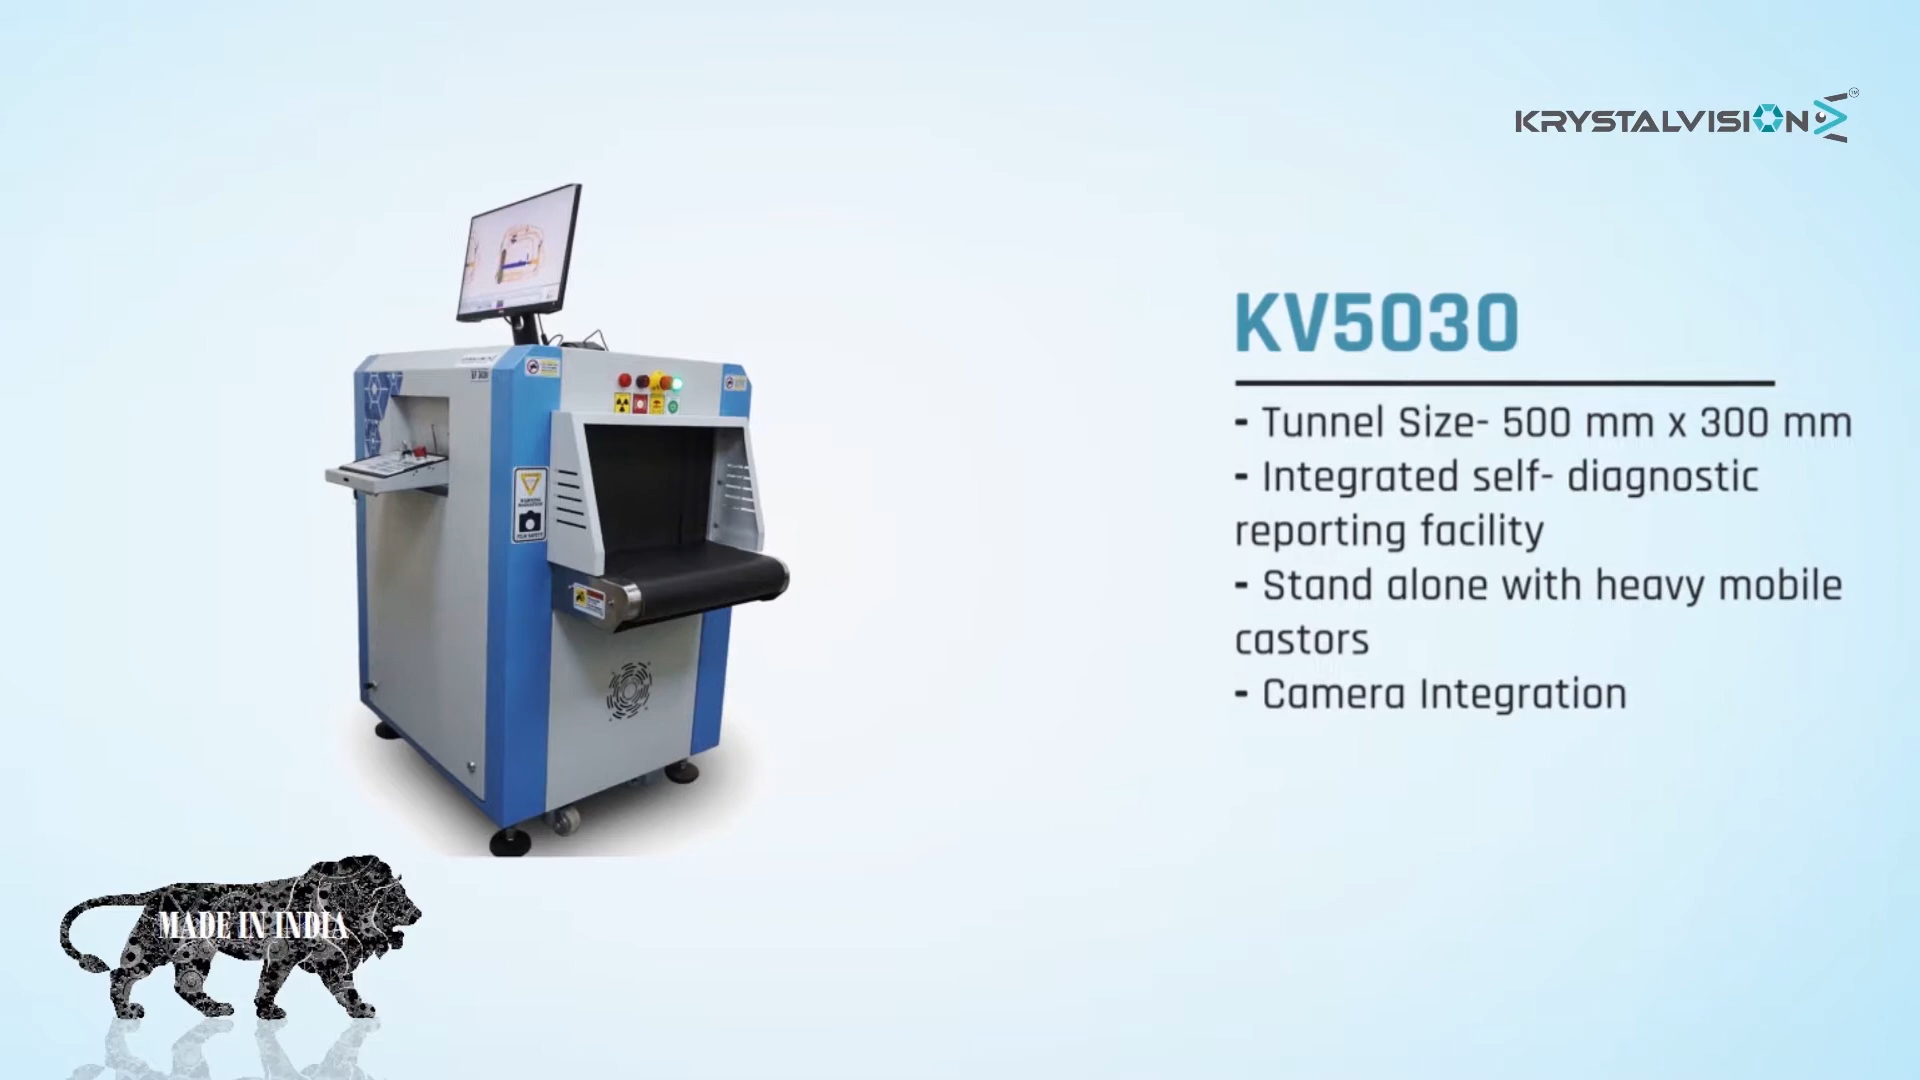 KRYSTALVISION
TM
KV5030
- Tunnel Size- 500 mm x 300 mm
- Integrated self- diagnostic
reporting facility
- Stand alone with heavy mobile
castors
- Camera Integration
MADE IN INDIA